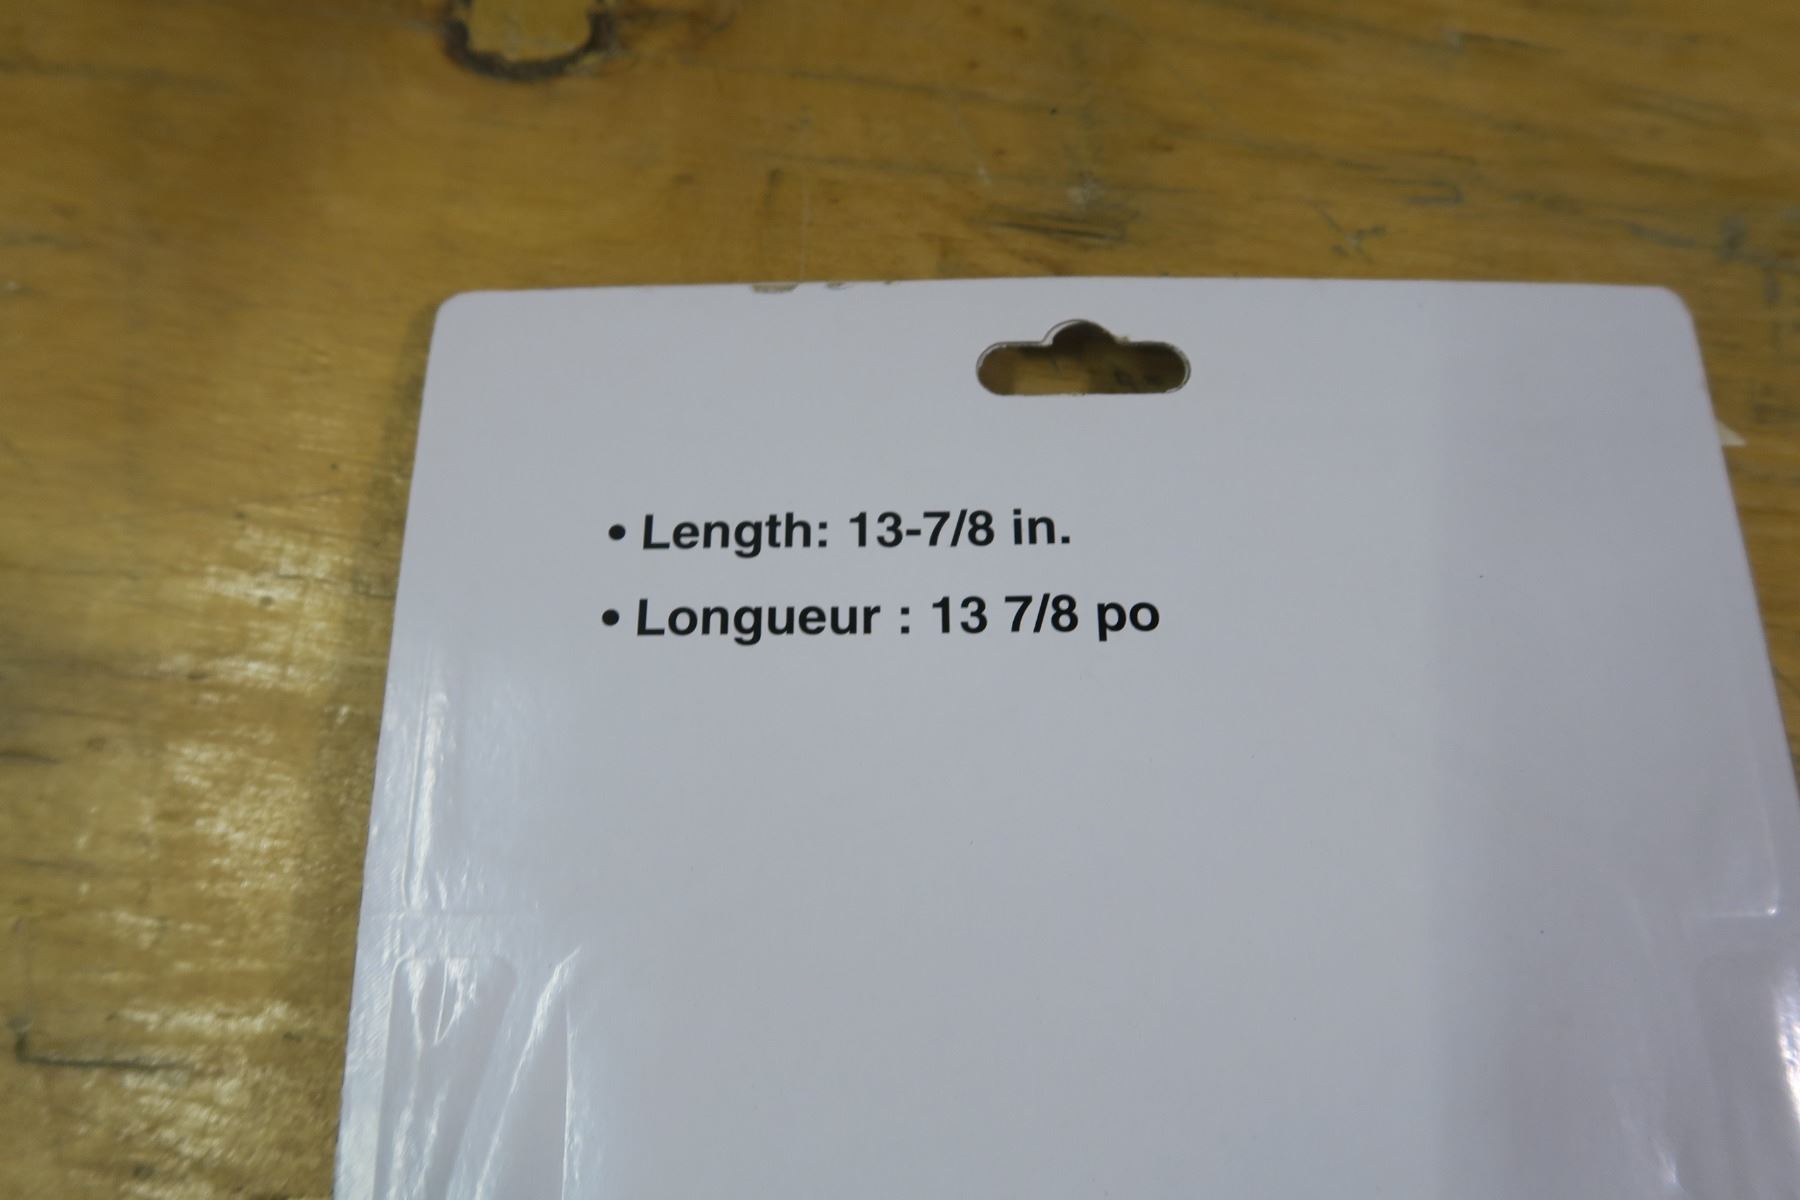 • Length: 13-7/8 in.
• Longueur : 13 7/8 po